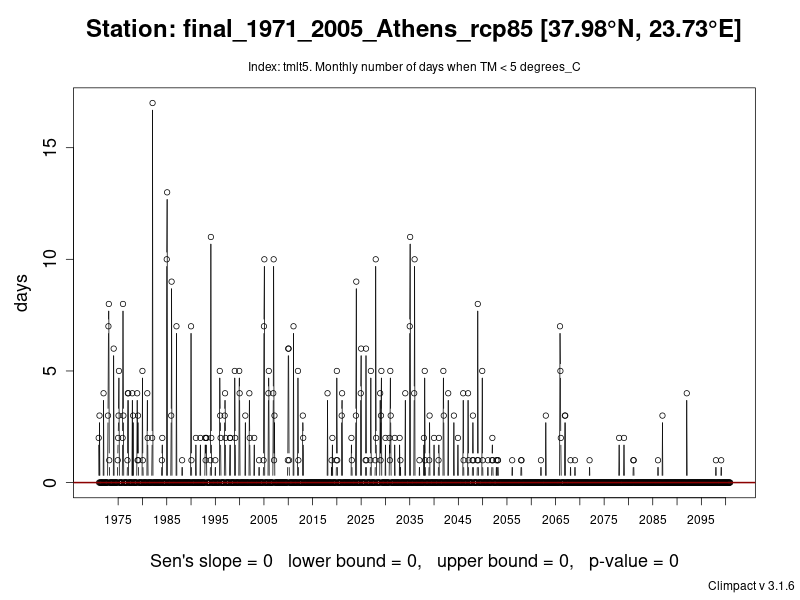 Station: final_1971_2005_Athens_rcp85 [37.98°N, 23.73°E]
Index: tmlt5. Monthly number of days when TM < 5 degrees_C
days
15
10
5
0
1975 1985 1995 2005 2015 2025 2035 2045 2055 2065 2075 2085 2095
Sen's slope = 0 lower bound = 0, upper bound = 0, p-value = 0
Climpact v 3.1.6